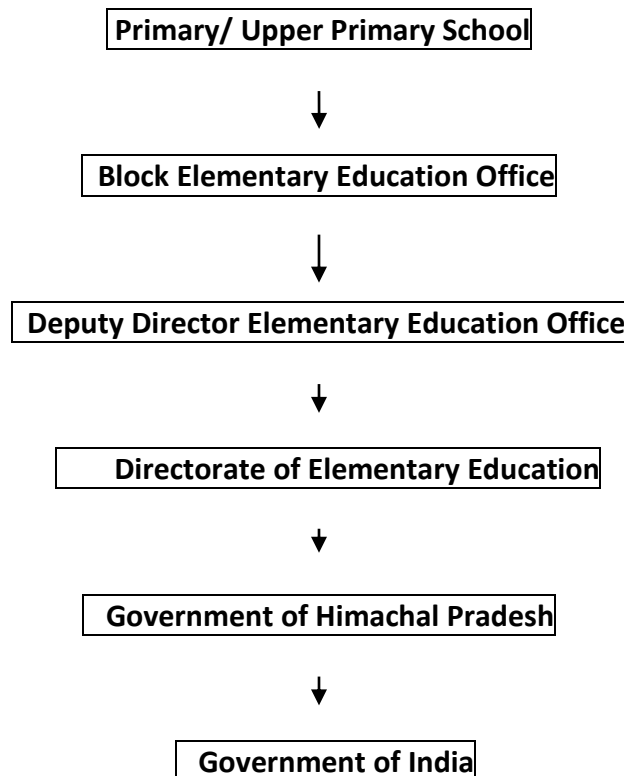 Primary/ Upper Primary School
Block Elementary Education Office
Deputy Director Elementary Education Office
Directorate of Elementary Education
Government of Himachal Pradesh
Government of India